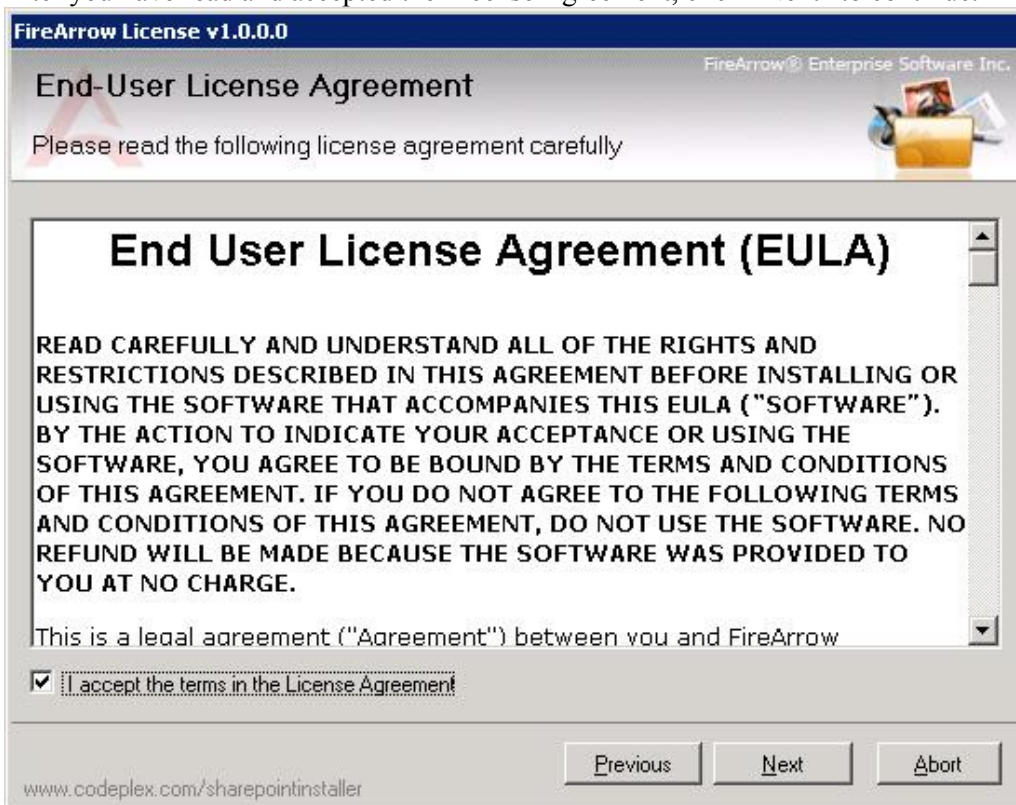 FireArrow License v1.0.0.0
FireArrow® Enterprise Software Inc.
End-User License Agreement
Please read the following license agreement carefully
End User License Agreement (EULA)
READ CAREFULLY AND UNDERSTAND ALL OF THE RIGHTS AND
RESTRICTIONS DESCRIBED IN THIS AGREEMENT BEFORE INSTALLING OR
USING THE SOFTWARE THAT ACCOMPANIES THIS EULA ("SOFTWARE").
BY THE ACTION TO INDICATE YOUR ACCEPTANCE OR USING THE
SOFTWARE, YOU AGREE TO BE BOUND BY THE TERMS AND CONDITIONS
OF THIS AGREEMENT. IF YOU DO NOT AGREE TO THE FOLLOWING TERMS
AND CONDITIONS OF THIS AGREEMENT, DO NOT USE THE SOFTWARE. NO
REFUND WILL BE MADE BECAUSE THE SOFTWARE WAS PROVIDED TO
YOU AT NO CHARGE.
This is a legal agreement ("Agreement") between you and FireArrow
I accept the terms in the License Agreement
Previous Next Abort
www.codeplex.com/sharepointinstaller